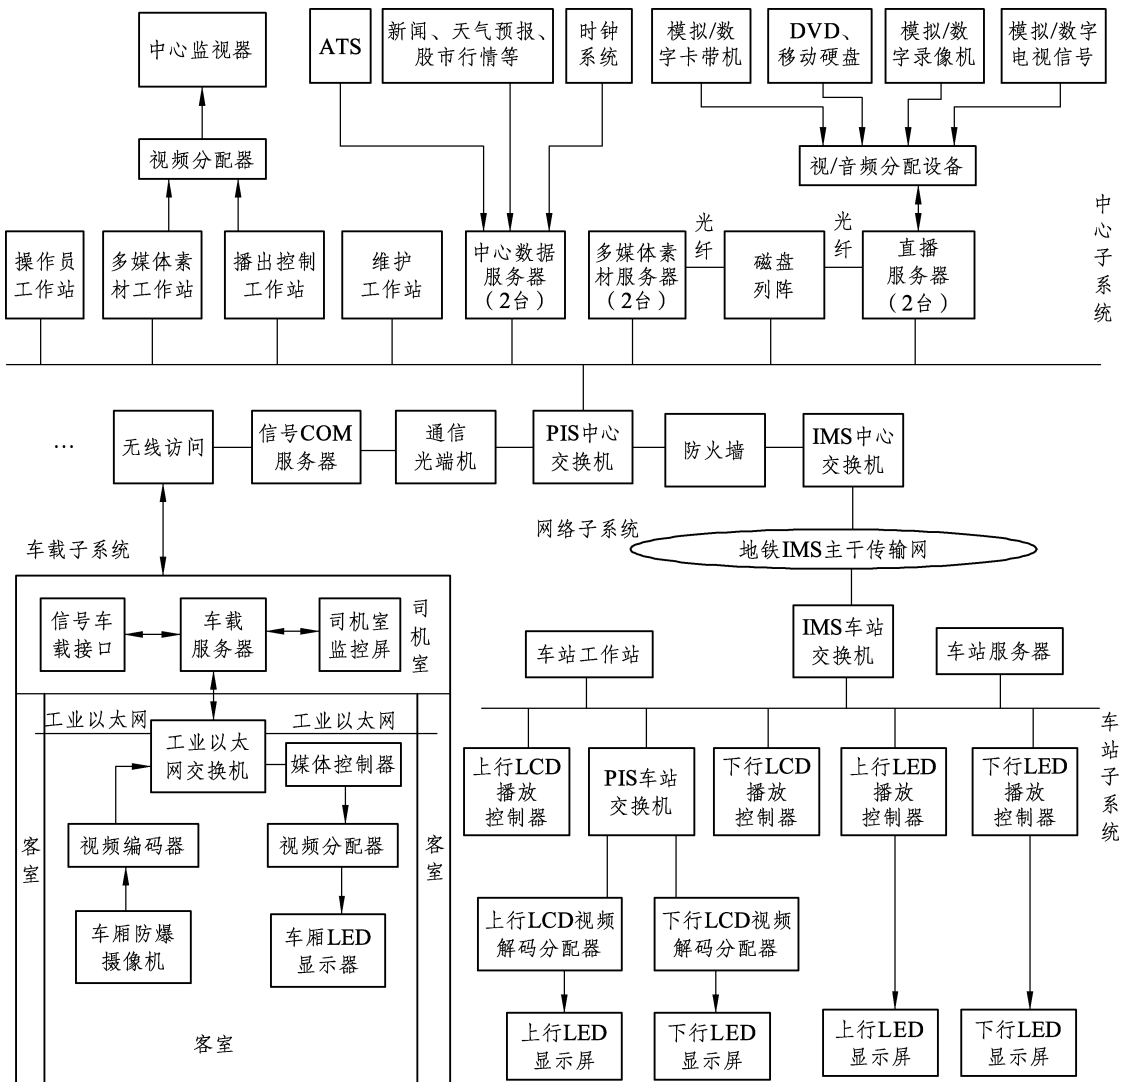 中心监视器
ATS
新闻、天气预报、
股市行情等
时钟
系统
模拟/数
字卡带机
DVD、
移动硬盘
模拟/数
字录像机
模拟/数字
电视信号
视频分配器
视/音频分配设备
操作员
工作站
多媒体素
材工作站
播出控制
工作站
维护
工作站
中心数据
服务器
(2台)
多媒体素
材服务器
(2台)
光
纤
磁盘
列阵
光
纤
直播
服务器
(2台)
中
心
子
系
统
…
无线访问
信号COM
服务器
通信
光端机
PIS中心
交换机
防火墙
IMS中心
交换机
网络子系统
地铁IMS主干传输网
车载子系统
信号车
载接口
车载
服务器
司机室
监控屏
司
机
室
工业以太网
工业以太网
工业以太
网交换机
媒体控制器
客
室
视频编码器
视频分配器
客
室
车厢防爆
摄像机
车厢LED
显示器
客室
IMS车站
交换机
车站工作站
车站服务器
上行LCD
播放
控制器
PIS车站
交换机
下行LCD
播放
控制器
上行LED
播放
控制器
下行LED
播放
控制器
车
站
子
系
统
上行LCD视频
解码分配器
下行LCD视频
解码分配器
上行LED
显示屏
下行LED
显示屏
上行LED
显示屏
下行LED
显示屏